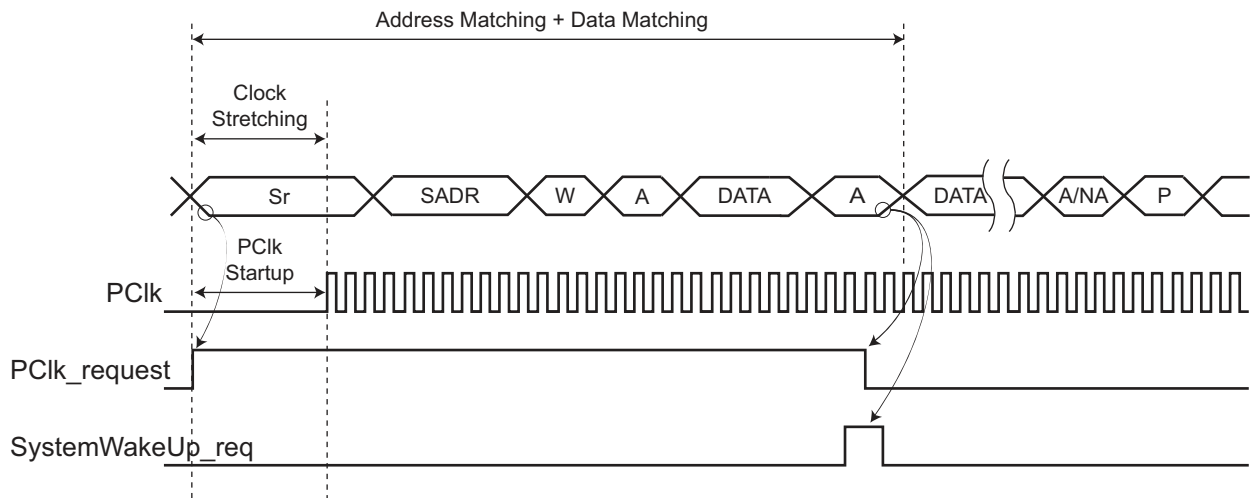 Address Matching + Data Matching
Clock
Stretching
Sr
SADR
W
A
DATA
A
DATA
A/NA
P
PClk
Startup
PClk
PClk_request
SystemWakeUp_req